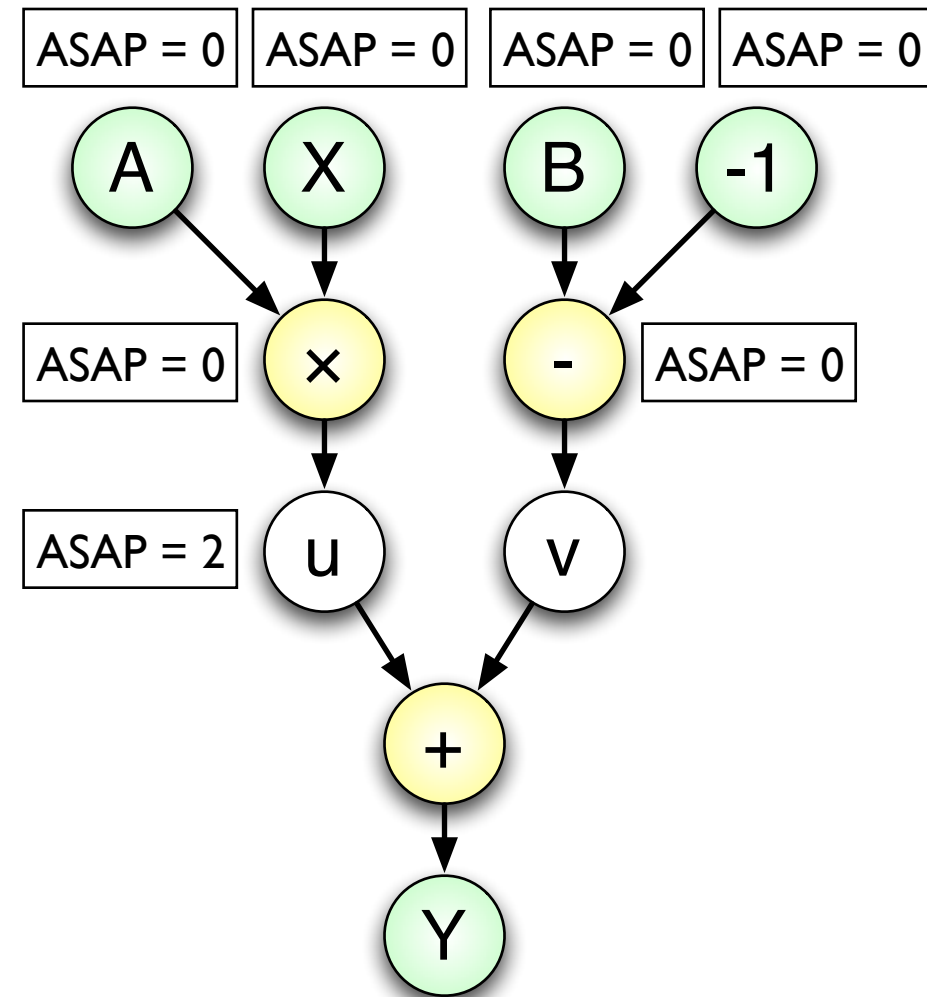 ASAP = 0 ASAP = 0 ASAP = 0 ASAP = 0
A X B -1
ASAP = 0 × - ASAP = 0
ASAP = 2 u v
+
Y